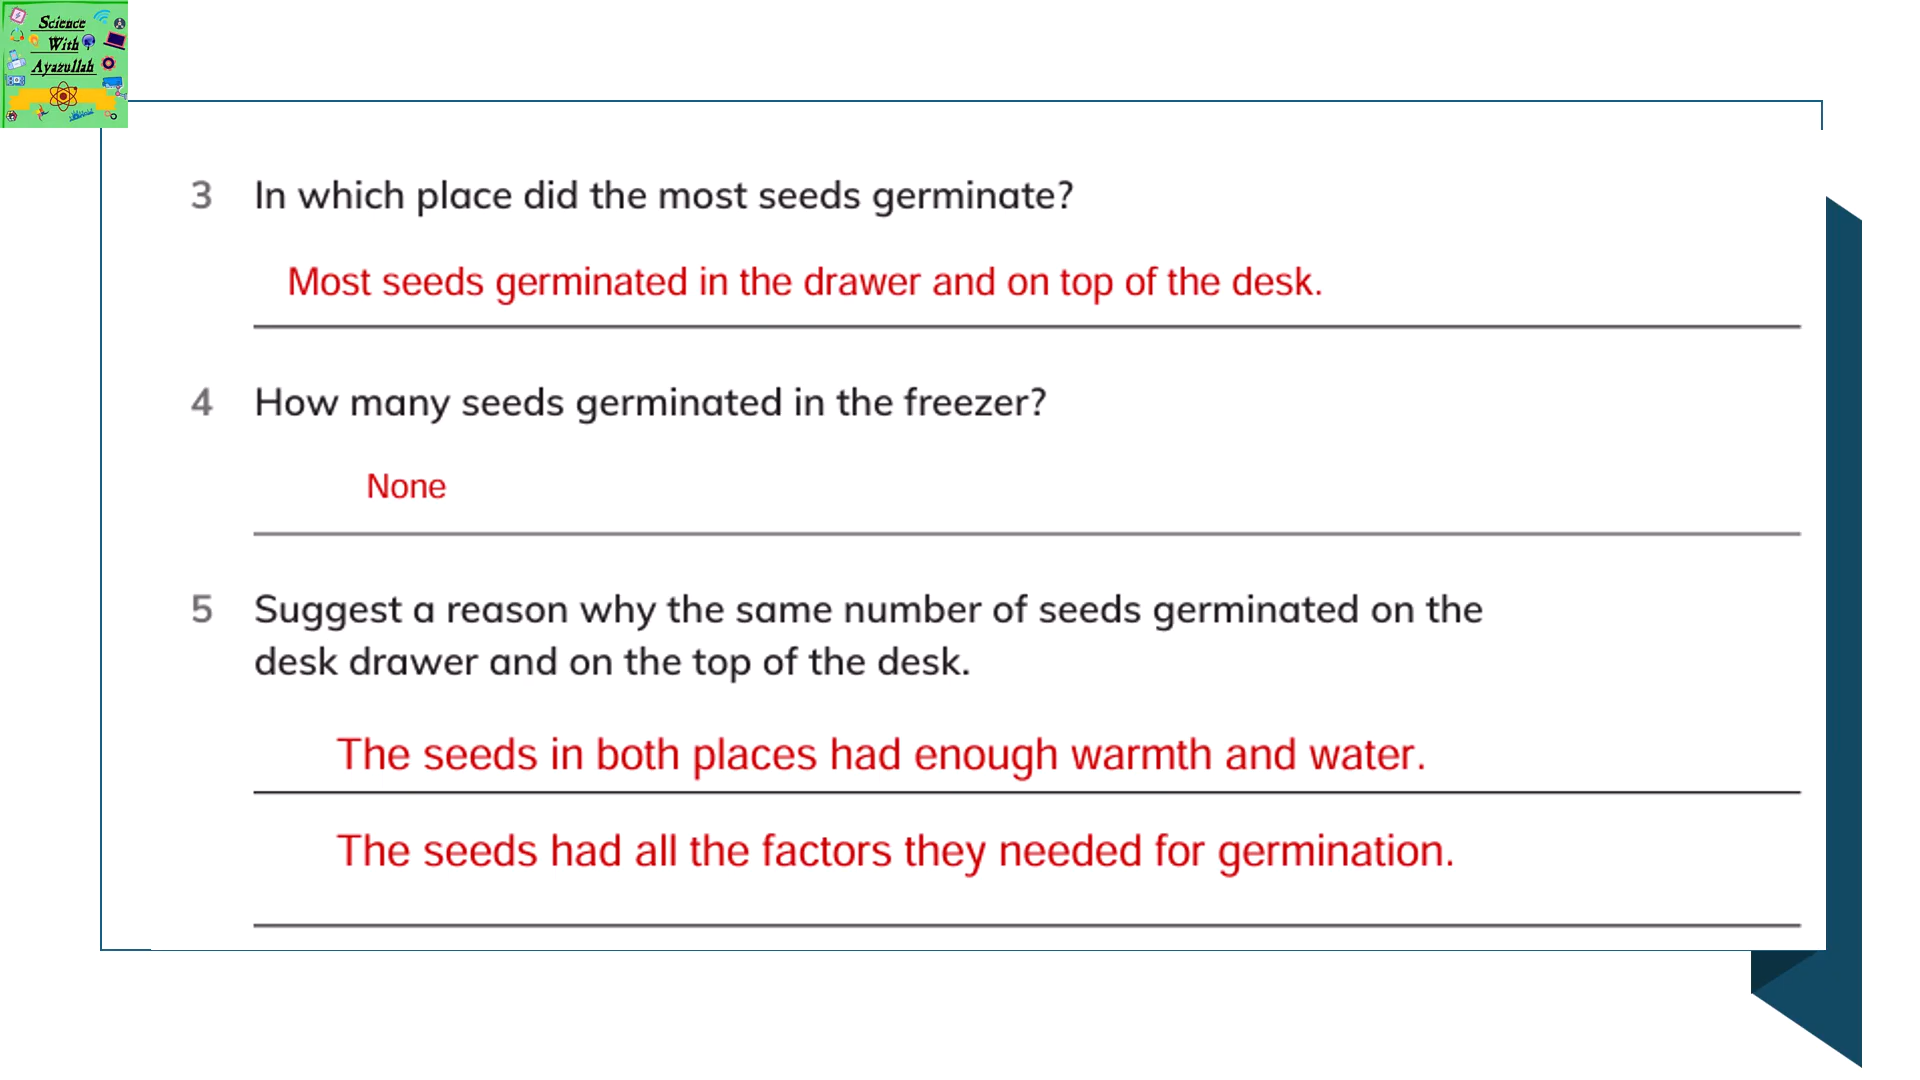 Science
With
Ayazullah
3 In which place did the most seeds germinate?
Most seeds germinated in the drawer and on top of the desk.
4 How many seeds germinated in the freezer?
None
5 Suggest a reason why the same number of seeds germinated on the
desk drawer and on the top of the desk.
The seeds in both places had enough warmth and water.
The seeds had all the factors they needed for germination.